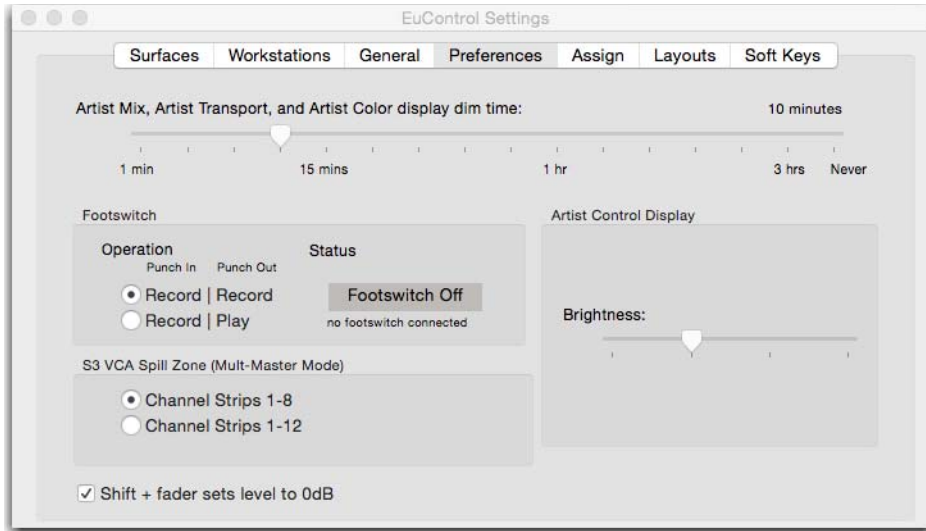 EuControl Settings
Surfaces Workstations General Preferences Assign Layouts Soft Keys
Artist Mix, Artist Transport, and Artist Color display dim time: 10 minutes
1 min 15 mins 1 hr 3 hrs Never
Footswitch
Operation Status
Punch In Punch Out
Record | Record Footswitch Off
Record | Play no footswitch connected
Artist Control Display
Brightness:
S3 VCA Spill Zone (Mult-Master Mode)
Channel Strips 1-8
Channel Strips 1-12
Shift + fader sets level to 0dB